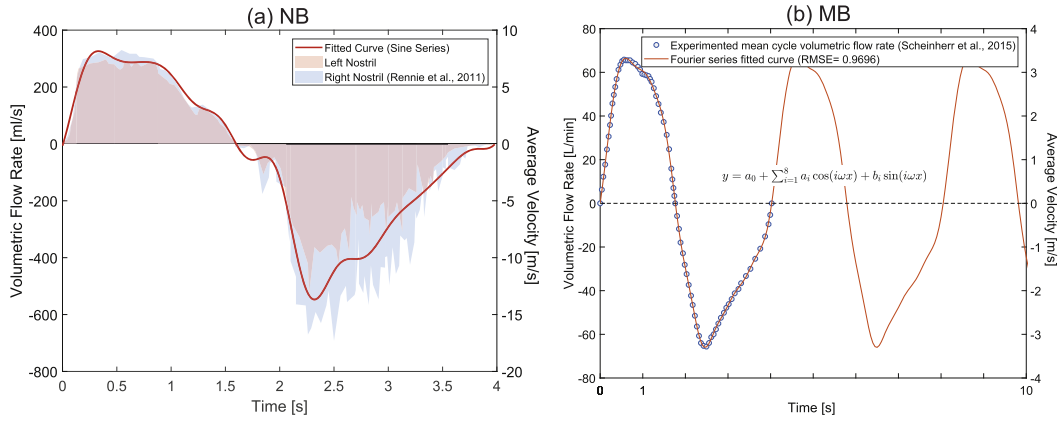 (a) NB
Fitted Curve (Sine Series)
Left Nostril
Right Nostril (Rennie et al., 2011)
Volumetric Flow Rate [ml/s]
400
200
0
-200
-400
-600
-800
10
5
0
-5
-10
-15
-20
Average Velocity [m/s]
0 0.5 1 1.5 2 2.5 3 3.5 4
Time [s]
(b) MB
Experimented mean cycle volumetric flow rate (Scheinherr et al., 2015)
Fourier series fitted curve (RMSE= 0.9696)
y = a₀ + ∑⁸ᵢ₌₁ aᵢ cos(iωx) + bᵢ sin(iωx)
Volumetric Flow Rate [L/min]
80
60
40
20
0
-20
-40
-60
-80
4
3
2
1
0
-1
-2
-3
-4
Average Velocity [m/s]
0 1 10
Time [s]